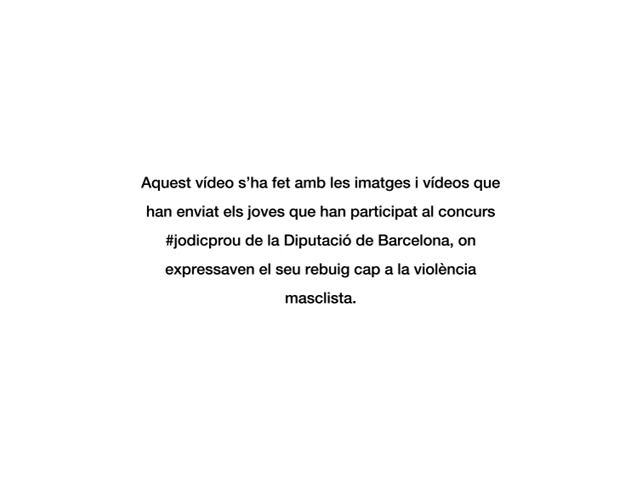 Aquest vídeo s’ha fet amb les imatges i vídeos que
han enviat els joves que han participat al concurs
#jodicprou de la Diputació de Barcelona, on
expressaven el seu rebuig cap a la violència
masclista.